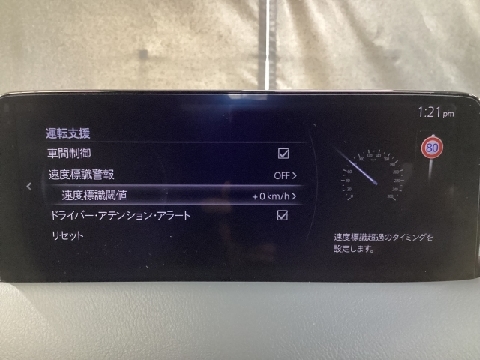 1:21 pm
運転支援
車間制御
速度標識警報 OFF
速度標識閾値 +0km/h
ドライバー・アテンション・アラート
リセット
80
速度標識超過のタイミングを
設定します。